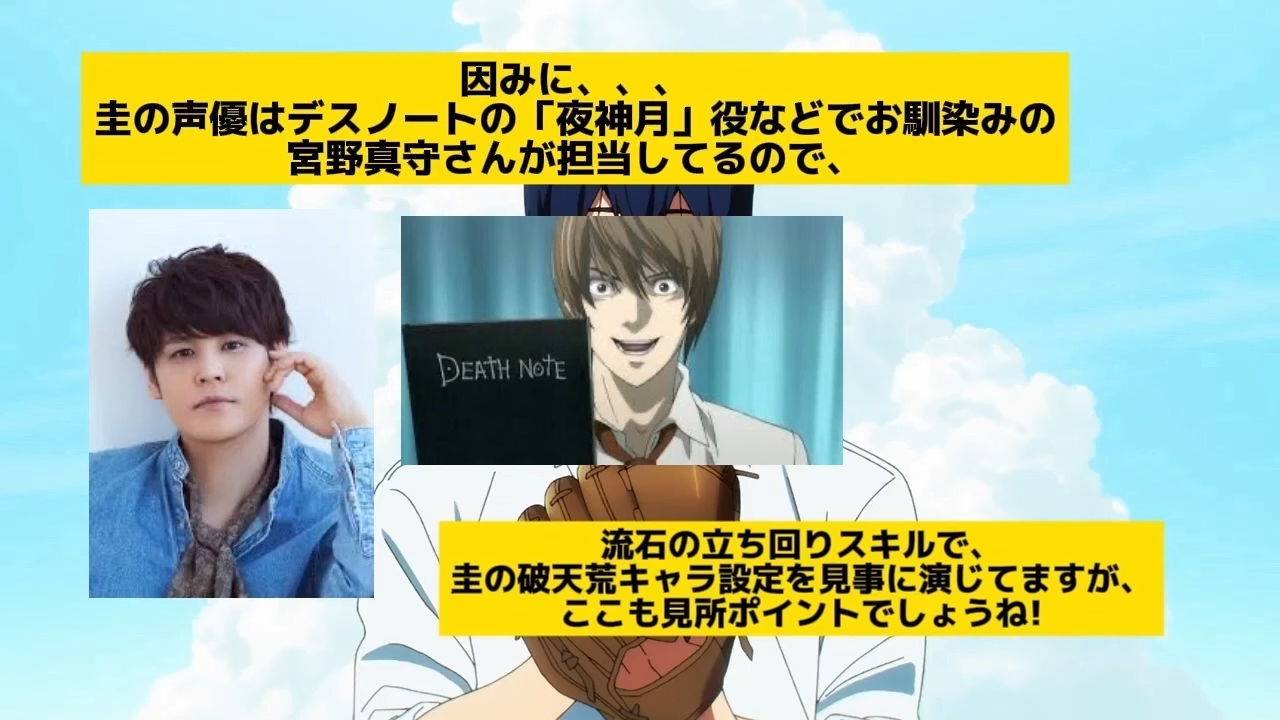 因みに、、、
圭の声優はデスノートの「夜神月」役などでお馴染みの
宮野真守さんが担当してるので、
DEATH NOTE
流石の立ち回りスキルで、
圭の破天荒キャラ設定を見事に演じてますが、
ここも見所ポイントでしょうね!